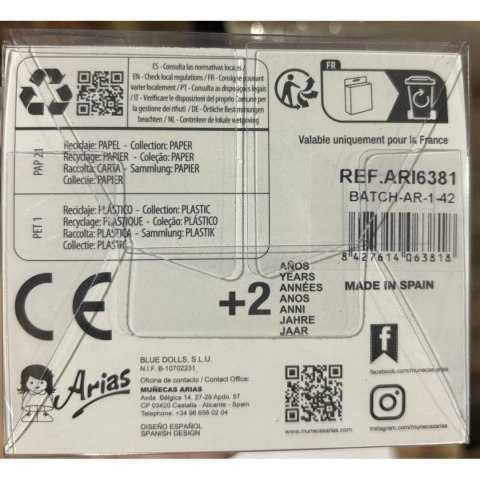 ES - Consulta las normativas locales /
EN - Check local regulations / FR - Consigne pouvant
varier localement / PT - Consulta as disposições legais
/ IT - Verificare le disposizioni del proprio Comune per
la gestione dei rifiuti / DE - Örtliche Bestimmungen
beachten / NL - Controleer de lokale wetgeving
PAP 21
Reciclaje: PAPEL - Collection: PAPER
Recyclage: PAPIER - Coleção: PAPEL
Raccolta: CARTA - Sammlung: PAPIER
Collectie: PAPIER
PET 1
Reciclaje: PLÁSTICO - Collection: PLASTIC
Recyclage: PLASTIQUE - Coleção: PLÁSTICO
Raccolta: PLASTICA - Sammlung: PLASTIK
Collectie: PLASTIC
FR
Valable uniquement pour la France
REF.ARI6381
BATCH-AR-1-42
8 427614 063818
MADE IN SPAIN
CE
+2
AÑOS
YEARS
ANNÉES
ANOS
ANNI
JAHRE
JAAR
Arias
BLUE DOLLS, S.L.U.
N.I.F. B-10702231,
Oficina de contacto / Contact Office:
MUÑECAS ARIAS
Avda. Bélgica 14, 27-29 Apdo. 57
CP 03420 Castalla - Alicante - Spain
Telephone: +34 96 656 02 04
DISEÑO ESPAÑOL
SPANISH DESIGN
www.munecasarias.com
facebook.com/munecasarias
instagram.com/munecasarias